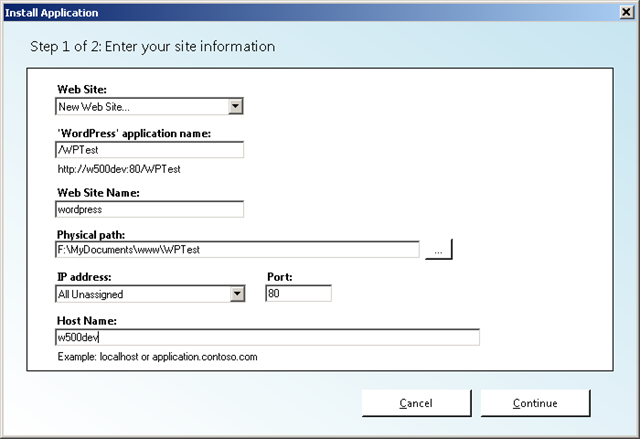 Install Application
Step 1 of 2: Enter your site information
Web Site:
New Web Site...
'WordPress' application name:
/WPTest
http://w500dev:80/WPTest
Web Site Name:
wordpress
Physical path:
F:\MyDocuments\www\WPTest
...
IP address: Port:
All Unassigned 80
Host Name:
w500dev
Example: localhost or application.contoso.com
Cancel Continue